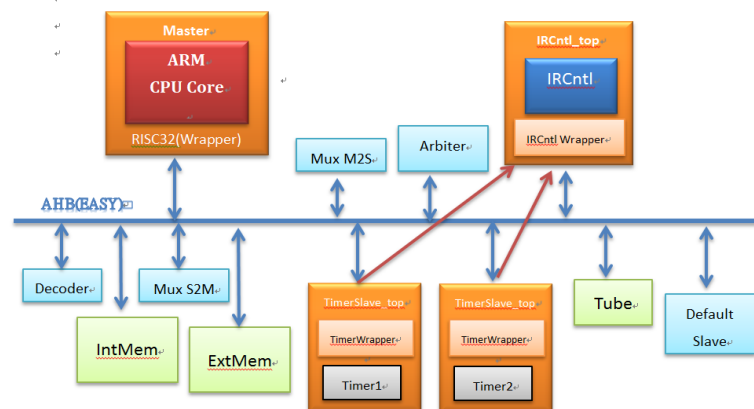 Master
ARM
CPU Core
RISC32(Wrapper)
IRCntl_top
IRCntl
IRCntl Wrapper
Mux M2S
Arbiter
AHB(EASY)
Decoder
Mux S2M
IntMem
ExtMem
TimerSlave_top
TimerWrapper
Timer1
TimerSlave_top
TimerWrapper
Timer2
Tube
Default
Slave